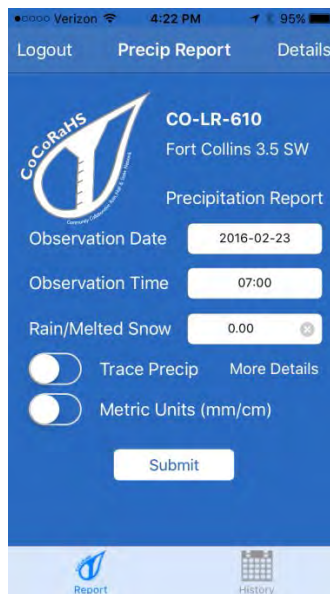 Verizon 4:22 PM 95%
Logout Precip Report Details
CoCoRaHS
CO-LR-610
Fort Collins 3.5 SW
Precipitation Report
Observation Date 2016-02-23
Observation Time 07:00
Rain/Melted Snow 0.00
Trace Precip More Details
Metric Units (mm/cm)
Submit
Report History